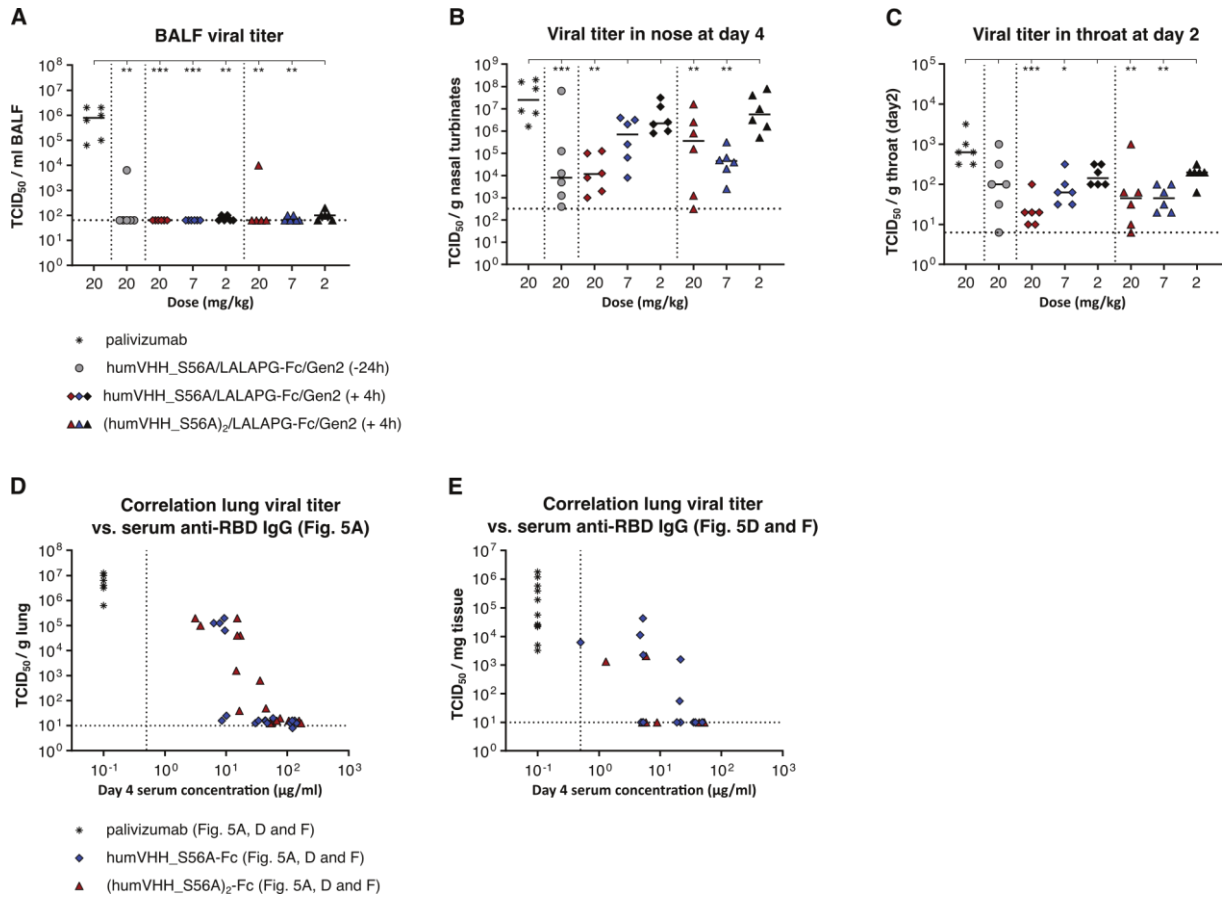 A
BALF viral titer
** *** *** ** ** **
TCID50 / ml BALF
10^8
10^7
10^6
10^5
10^4
10^3
10^2
10^1
10^0
20 20 20 7 2 20 7 2
Dose (mg/kg)
B
Viral titer in nose at day 4
*** ** ** **
TCID50 / g nasal turbinates
10^9
10^8
10^7
10^6
10^5
10^4
10^3
10^2
10^1
10^0
20 20 20 7 2 20 7 2
Dose (mg/kg)
C
Viral titer in throat at day 2
*** * ** **
TCID50 / g throat (day2)
10^5
10^4
10^3
10^2
10^1
10^0
20 20 20 7 2 20 7 2
Dose (mg/kg)
palivizumab
humVHH_S56A/LALAPG-Fc/Gen2 (-24h)
humVHH_S56A/LALAPG-Fc/Gen2 (+ 4h)
(humVHH_S56A)2/LALAPG-Fc/Gen2 (+ 4h)
D
Correlation lung viral titer
vs. serum anti-RBD IgG (Fig. 5A)
TCID50 / g lung
10^8
10^7
10^6
10^5
10^4
10^3
10^2
10^1
10^0
10^-1 10^0 10^1 10^2 10^3
Day 4 serum concentration (μg/ml)
E
Correlation lung viral titer
vs. serum anti-RBD IgG (Fig. 5D and F)
TCID50 / mg tissue
10^7
10^6
10^5
10^4
10^3
10^2
10^1
10^0
10^-1 10^0 10^1 10^2 10^3
Day 4 serum concentration (μg/ml)
palivizumab (Fig. 5A, D and F)
humVHH_S56A-Fc (Fig. 5A, D and F)
(humVHH_S56A)2-Fc (Fig. 5A, D and F)